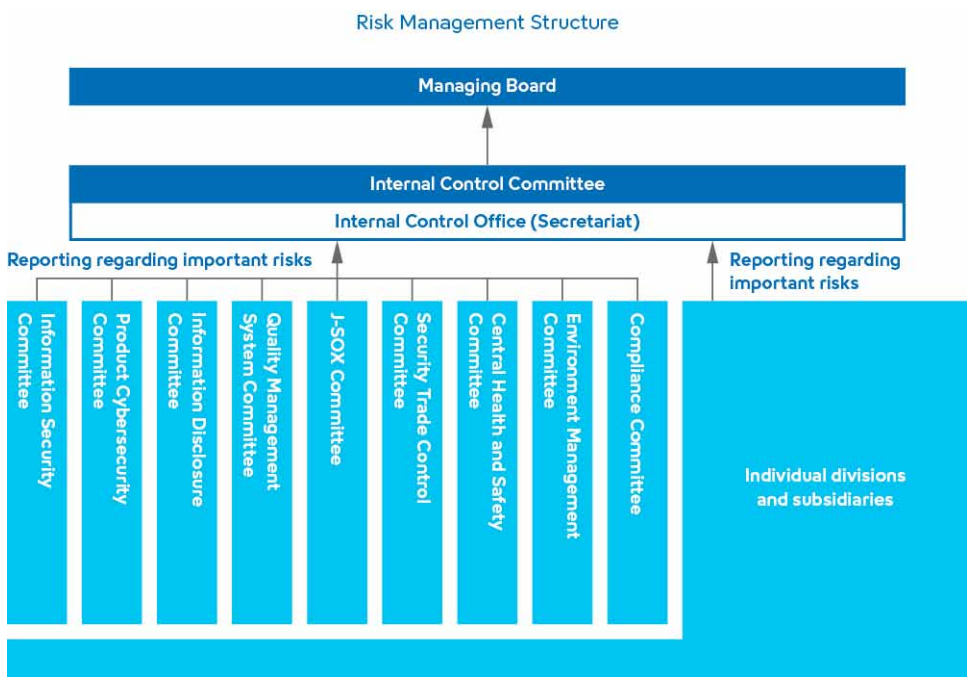 Risk Management Structure
Managing Board
Internal Control Committee
Internal Control Office (Secretariat)
Reporting regarding important risks
Reporting regarding
important risks
Information Security
Committee
Product Cybersecurity
Committee
Information Disclosure
Committee
Quality Management
System Committee
J-SOX Committee
Security Trade Control
Committee
Central Health and Safety
Committee
Environment Management
Committee
Compliance Committee
Individual divisions
and subsidiaries